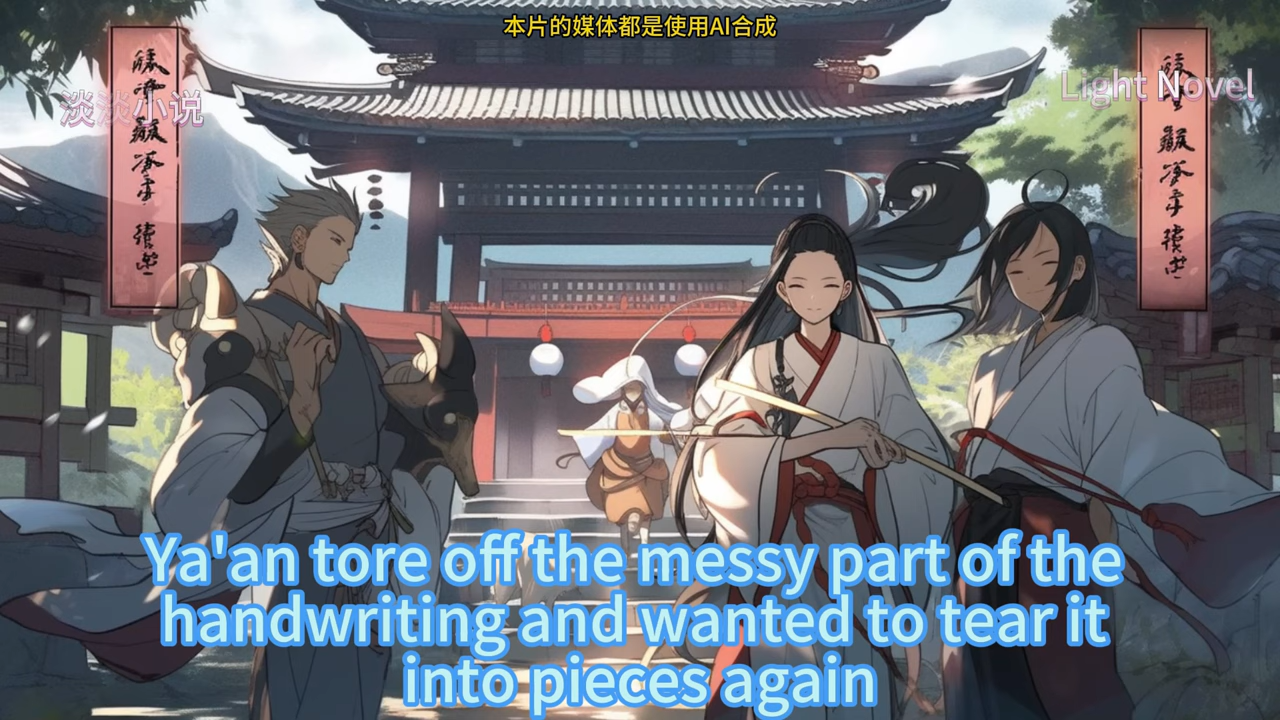 本片的媒体都是使用AI合成
淡淡小说
Light Novel
Ya'an tore off the messy part of the
handwriting and wanted to tear it
into pieces again